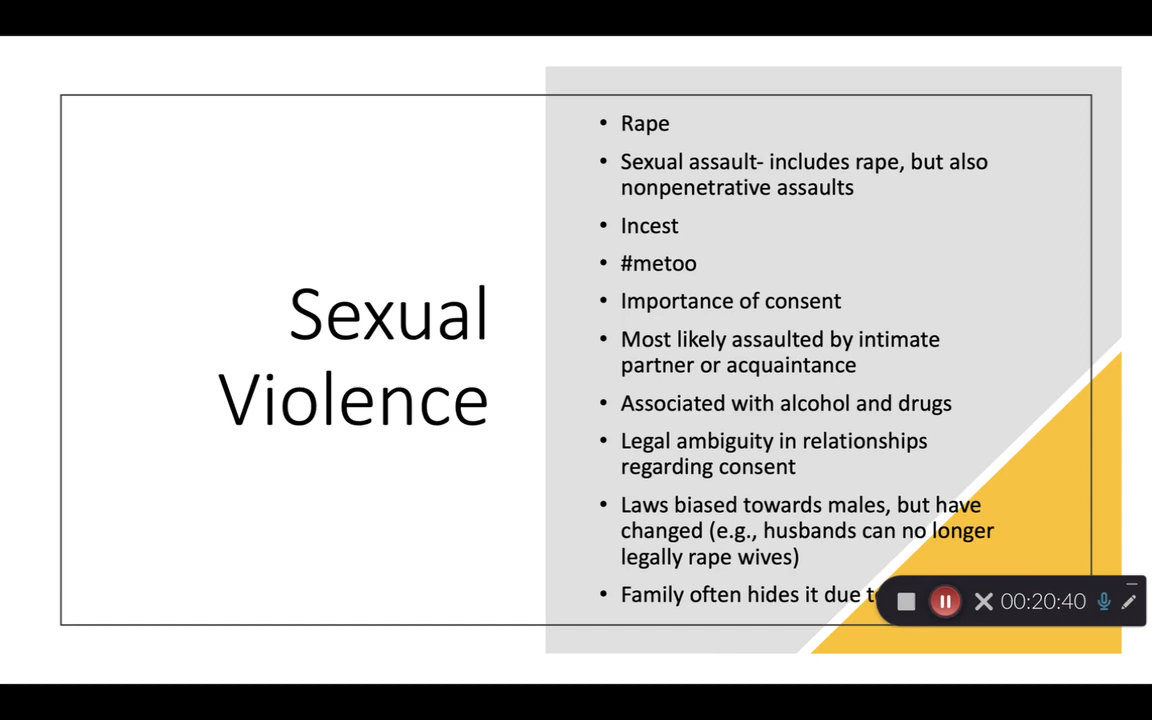 Sexual
Violence
• Rape
• Sexual assault- includes rape, but also
nonpenetrative assaults
• Incest
• #metoo
• Importance of consent
• Most likely assaulted by intimate
partner or acquaintance
• Associated with alcohol and drugs
• Legal ambiguity in relationships
regarding consent
• Laws biased towards males, but have
changed (e.g., husbands can no longer
legally rape wives)
• Family often hides it due
00:20:40